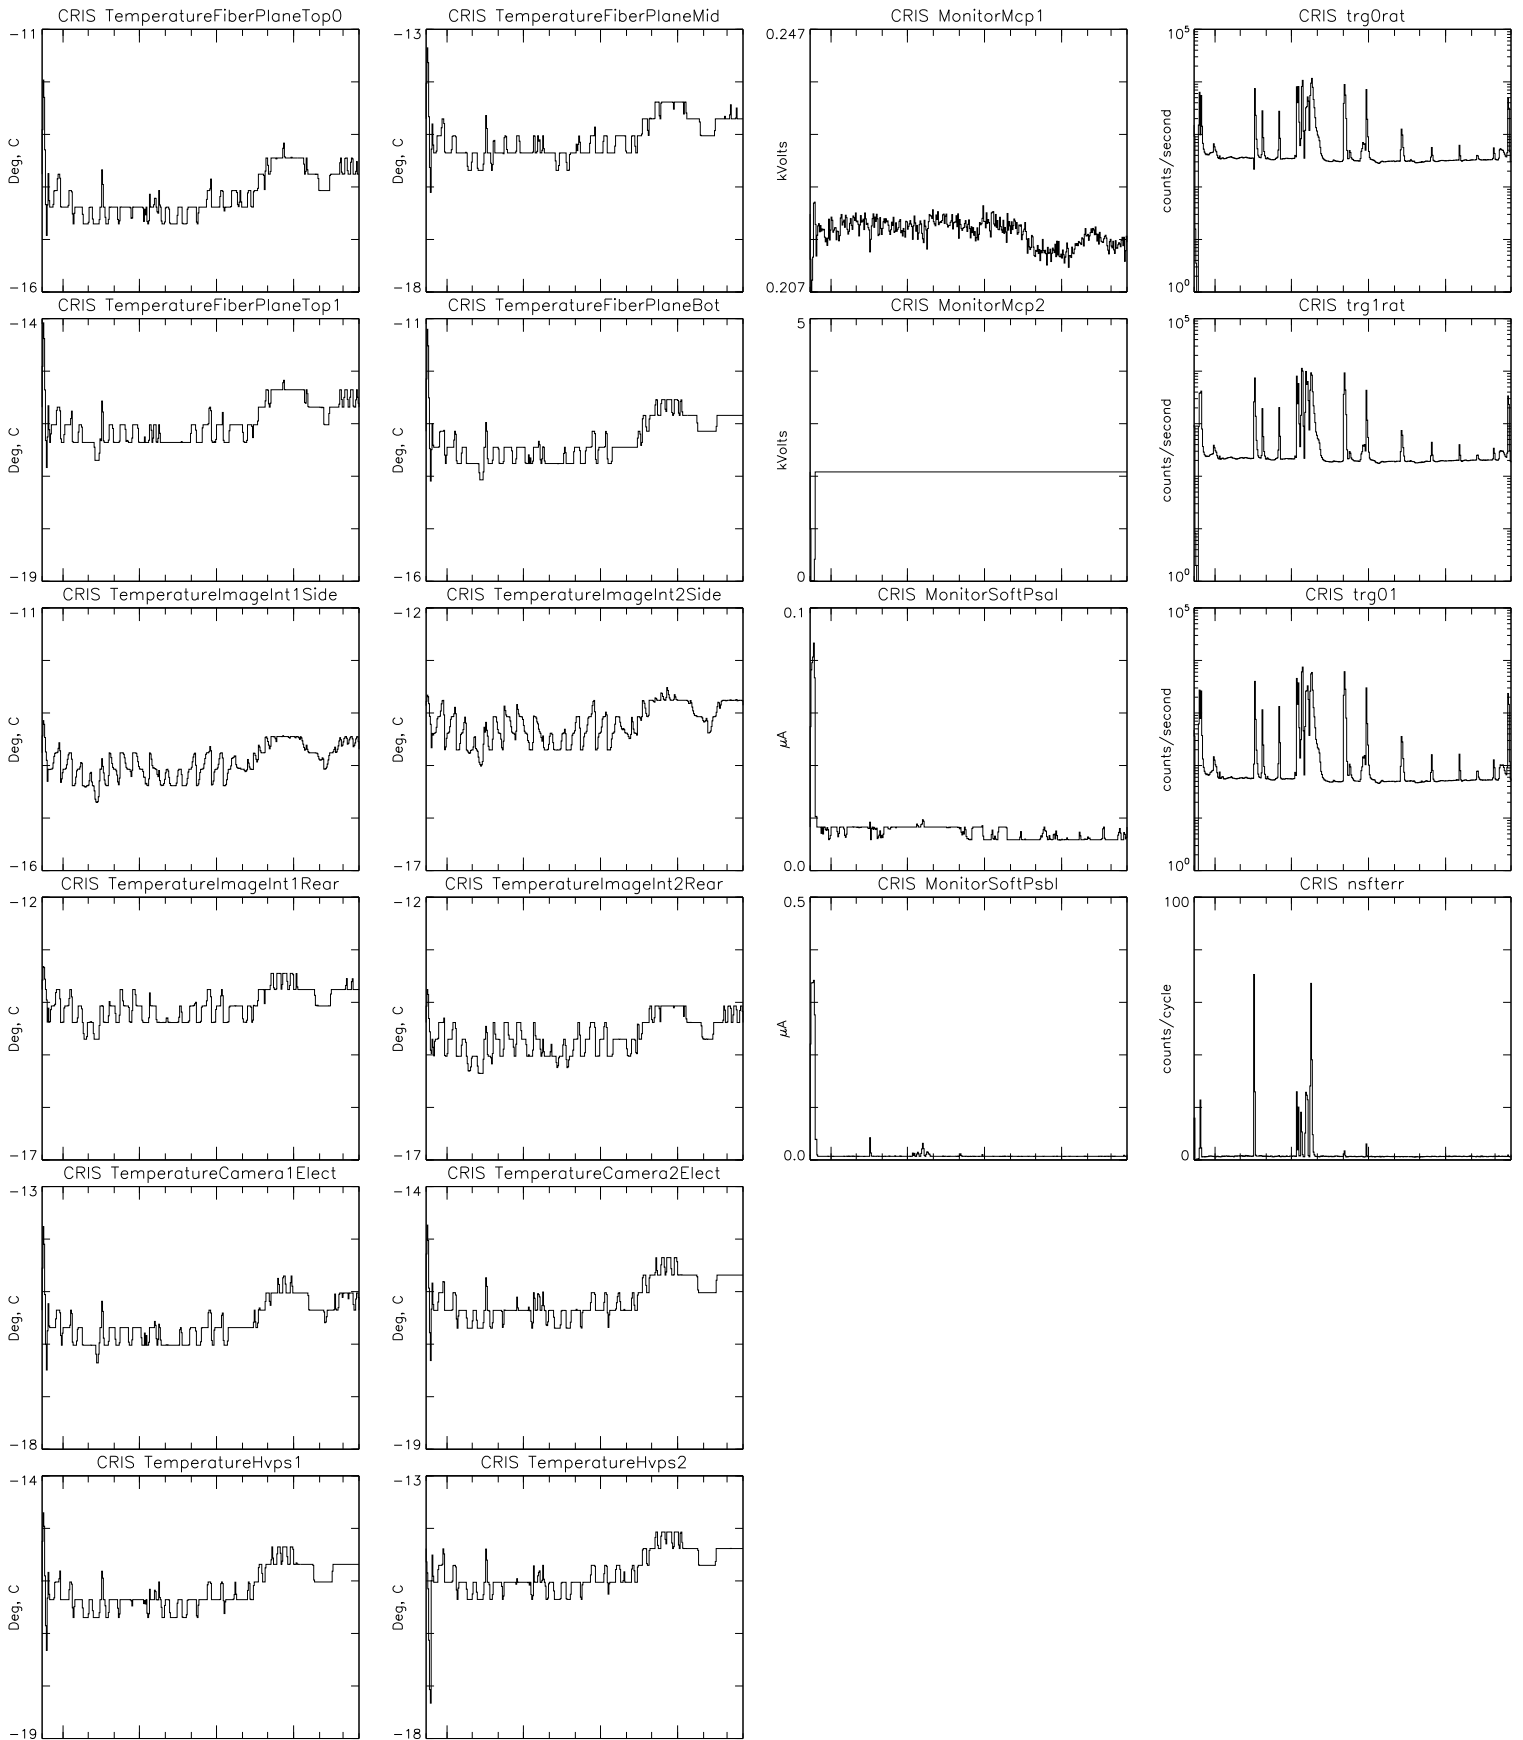 CRIS TemperatureFiberPlaneTop0
-11
Deg, C
-16
CRIS TemperatureFiberPlaneMid
-13
Deg, C
-18
CRIS MonitorMcp1
0.247
kVolts
0.207
CRIS trg0rat
10^5
counts/second
10^0
CRIS TemperatureFiberPlaneTop1
-14
Deg, C
-19
CRIS TemperatureFiberPlaneBot
-11
Deg, C
-16
CRIS MonitorMcp2
5
kVolts
0
CRIS trg1rat
10^5
counts/second
10^0
CRIS TemperatureImageInt1Side
-11
Deg, C
-16
CRIS TemperatureImageInt2Side
-12
Deg, C
-17
CRIS MonitorSoftPsaI
0.1
μA
0.0
CRIS trg01
10^5
counts/second
10^0
CRIS TemperatureImageInt1Rear
-12
Deg, C
-17
CRIS TemperatureImageInt2Rear
-12
Deg, C
-17
CRIS MonitorSoftPsbI
0.5
μA
0.0
CRIS nsfterr
100
counts/cycle
0
CRIS TemperatureCamera1Elect
-13
Deg, C
-18
CRIS TemperatureCamera2Elect
-14
Deg, C
-19
CRIS TemperatureHvps1
-14
Deg, C
-19
CRIS TemperatureHvps2
-13
Deg, C
-18